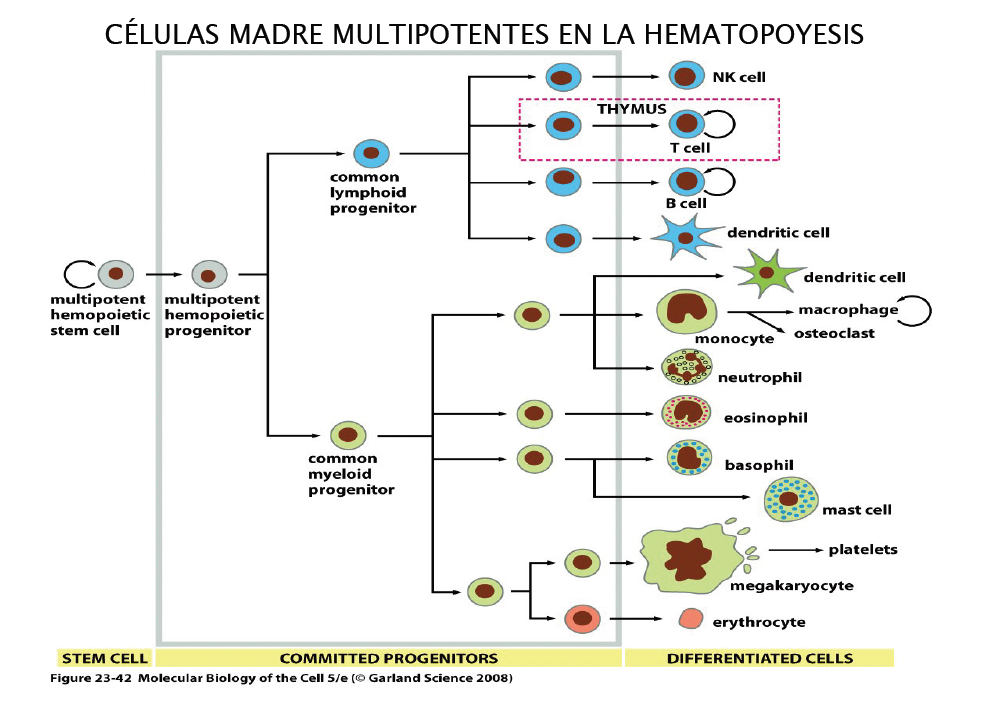 CÉLULAS MADRE MULTIPOTENTES EN LA HEMATOPOYESIS
NK cell
THYMUS
T cell
common
lymphoid
progenitor
B cell
dendritic cell
dendritic cell
multipotent
hemopoietic
stem cell
multipotent
hemopoietic
progenitor
macrophage
monocyte
osteoclast
neutrophil
eosinophil
common
myeloid
progenitor
basophil
mast cell
platelets
megakaryocyte
erythrocyte
STEM CELL
COMMITTED PROGENITORS
DIFFERENTIATED CELLS
Figure 23-42 Molecular Biology of the Cell 5/e (© Garland Science 2008)